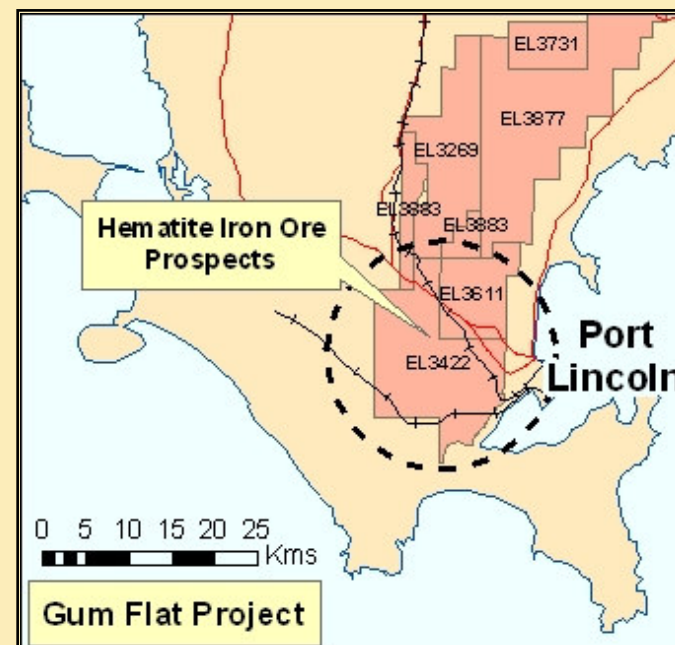 EL3731
EL3877
EL3269
EL3883
EL3883
Hematite Iron Ore
Prospects
EL3611
Port
Lincoln
EL3422
0 5 10 15 20 25
Kms
Gum Flat Project